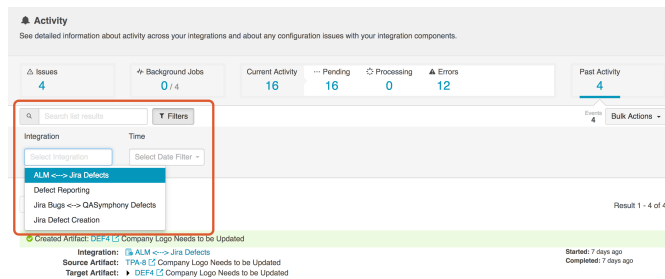 Activity
See detailed information about activity across your integrations and about any configuration issues with your integration components.
Issues
4
Background Jobs
0 / 4
Current Activity
16
Pending
16
Processing
0
Errors
12
Past Activity
4
Search list results
Filters
Events
4
Bulk Actions
Integration
Time
Select Integration
Select Date Filter
ALM <---> Jira Defects
Defect Reporting
Jira Bugs <--> QASymphony Defects
Jira Defect Creation
Result 1 - 4 of 4
Created Artifact: DEF4 Company Logo Needs to be Updated
Integration: ALM <---> Jira Defects
Source Artifact: TPA-8 Company Logo Needs to be Updated
Target Artifact: DEF4 Company Logo Needs to be Updated
Started: 7 days ago
Completed: 7 days ago